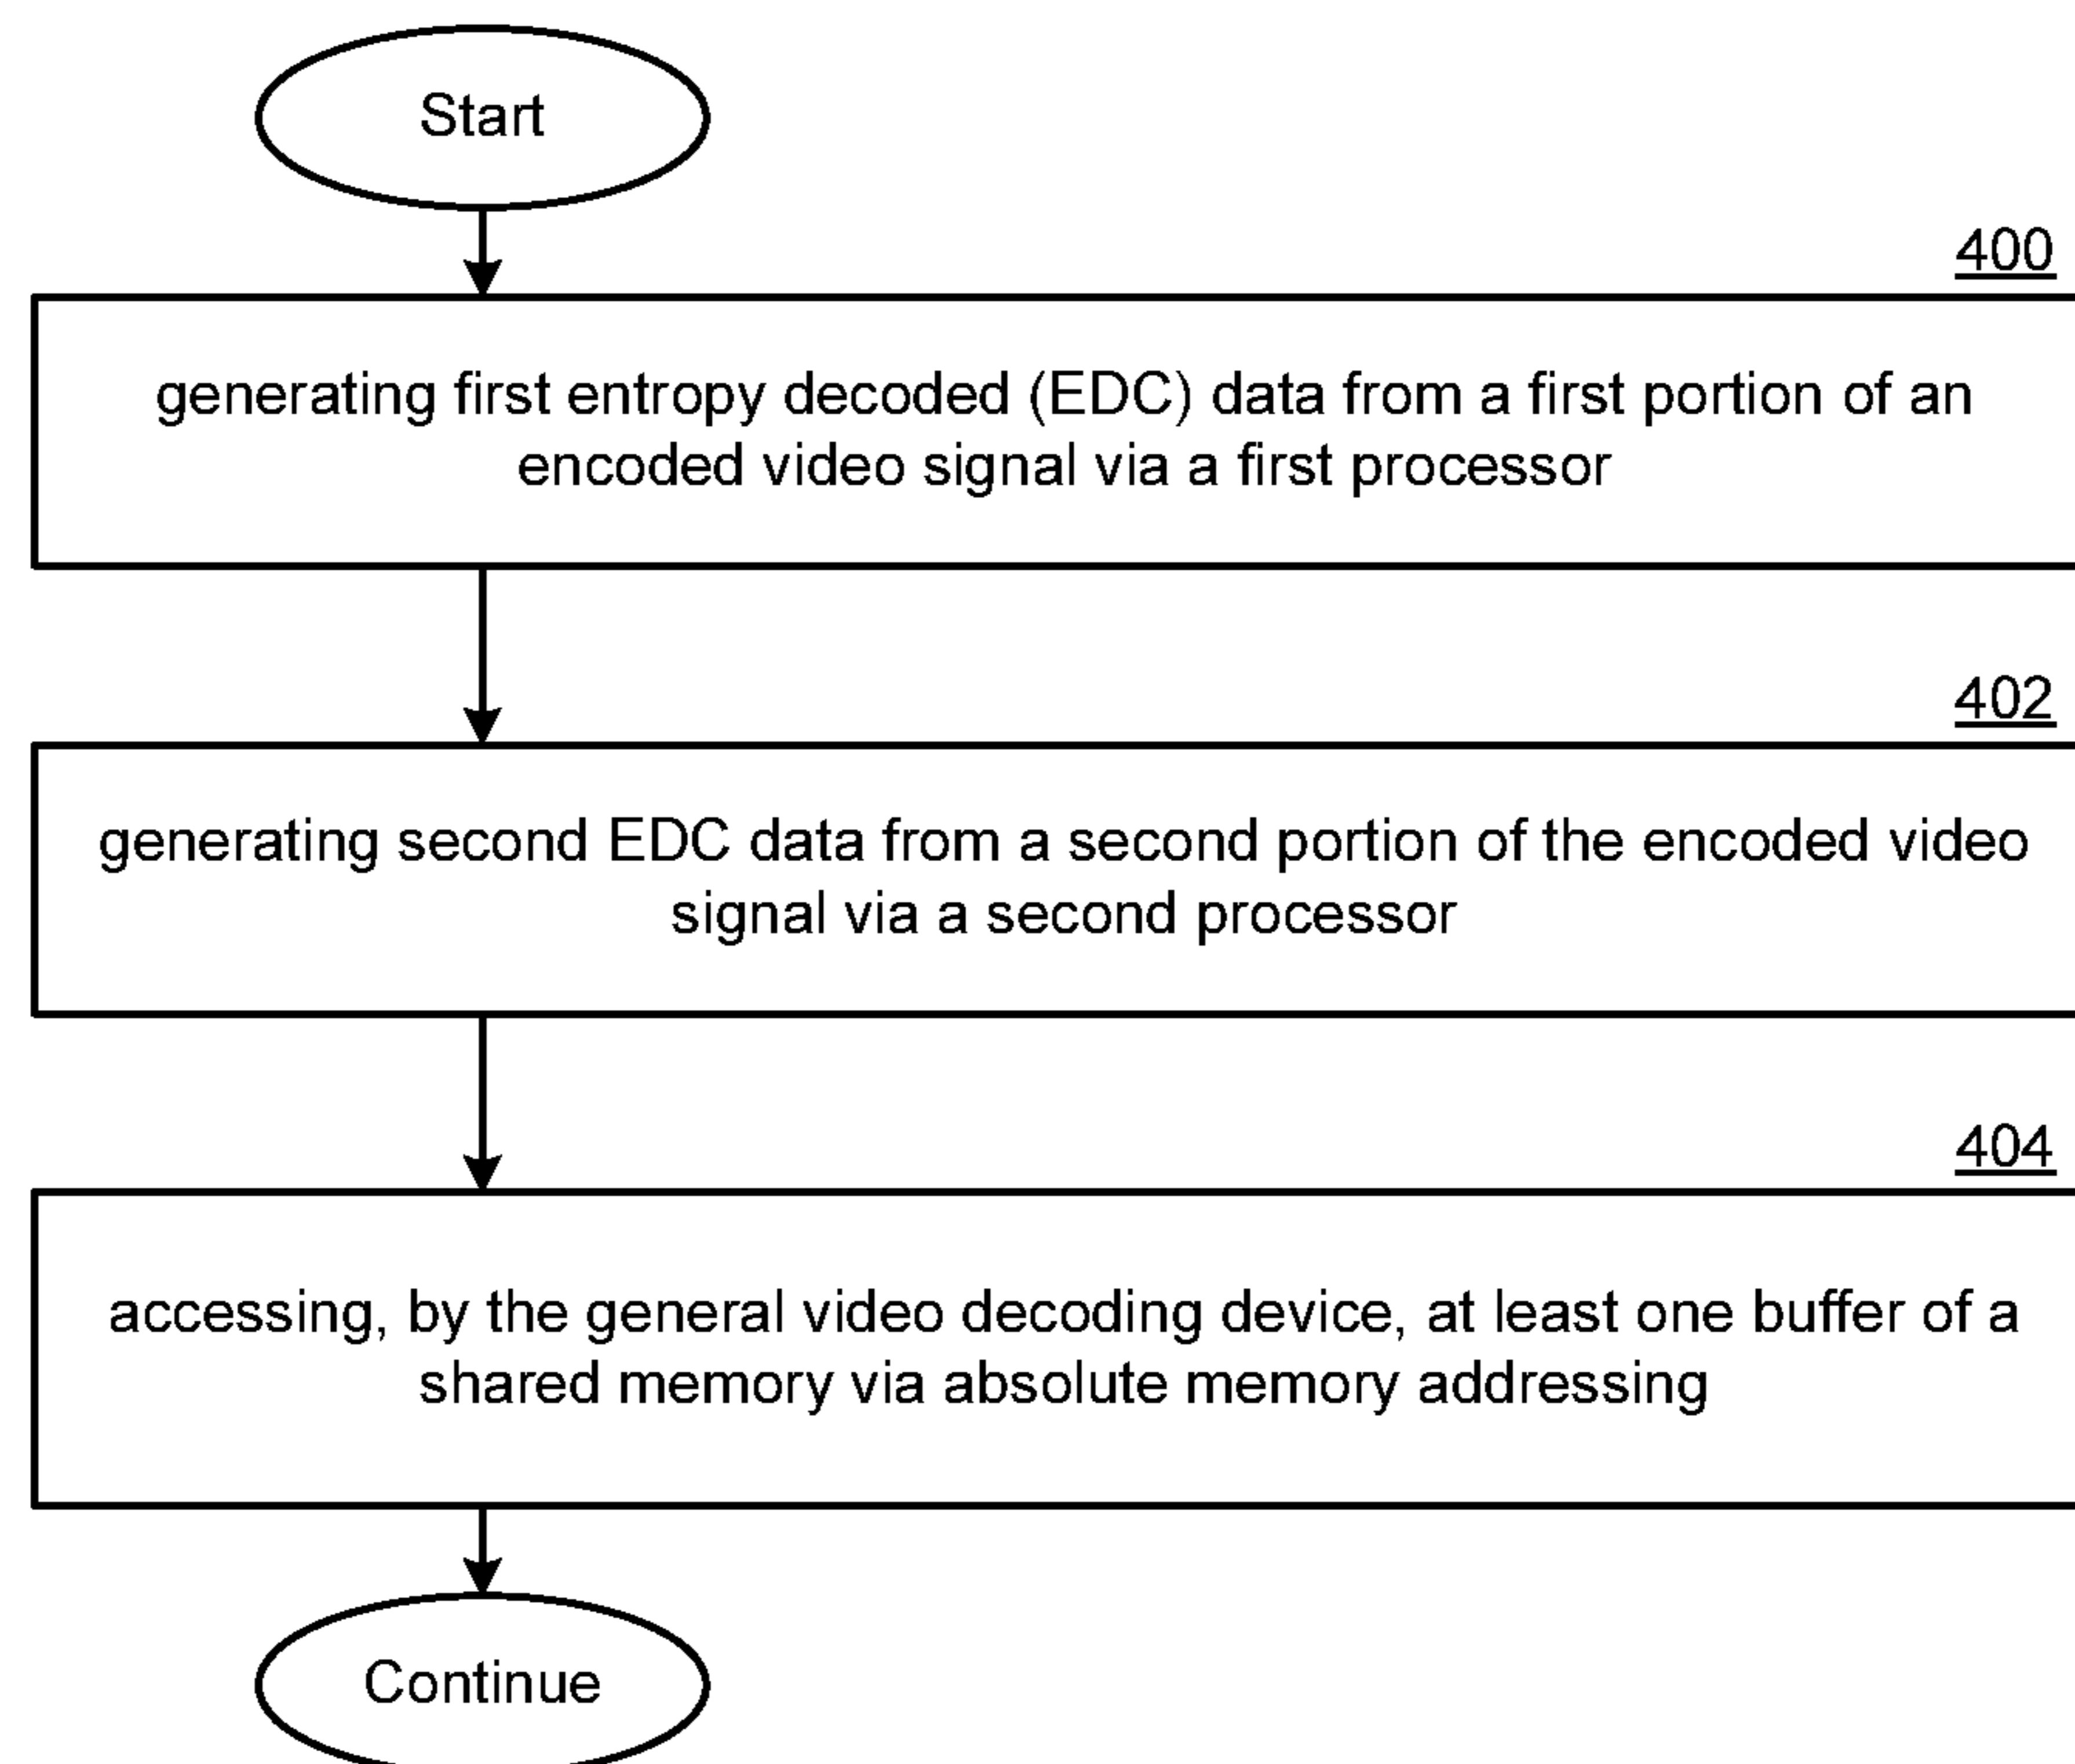 Start
400
generating first entropy decoded (EDC) data from a first portion of an
encoded video signal via a first processor
402
generating second EDC data from a second portion of the encoded video
signal via a second processor
404
accessing, by the general video decoding device, at least one buffer of a
shared memory via absolute memory addressing
Continue